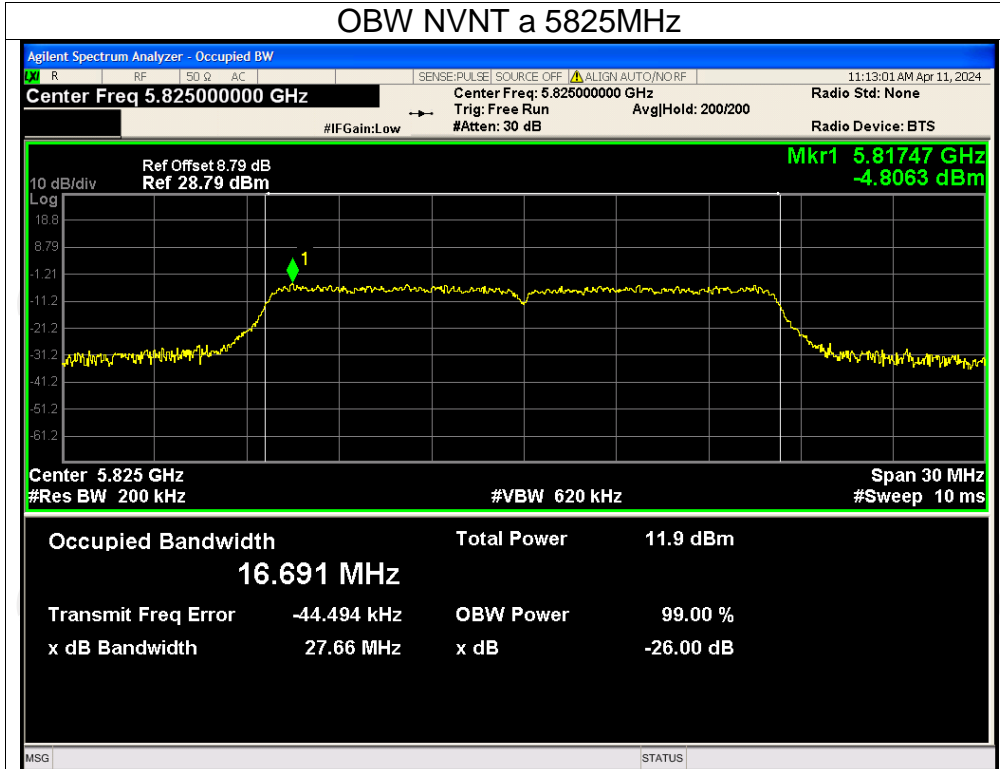 OBW NVNT a 5825MHz
Agilent Spectrum Analyzer - Occupied BW
LXI R RF 50 Ω AC SENSE:PULSE SOURCE OFF ALIGN AUTO/NO RF 11:13:01 AM Apr 11, 2024
Center Freq 5.825000000 GHz Center Freq: 5.825000000 GHz Radio Std: None
Trig: Free Run Avg|Hold: 200/200
#IFGain:Low #Atten: 30 dB Radio Device: BTS
Mkr1 5.81747 GHz
Ref Offset 8.79 dB
10 dB/div Ref 28.79 dBm -4.8063 dBm
Log
18.8
8.79
1
-1.21
-11.2
-21.2
-31.2
-41.2
-51.2
-61.2
Center 5.825 GHz Span 30 MHz
#Res BW 200 kHz #VBW 620 kHz #Sweep 10 ms
Occupied Bandwidth Total Power 11.9 dBm
16.691 MHz
Transmit Freq Error -44.494 kHz OBW Power 99.00 %
x dB Bandwidth 27.66 MHz x dB -26.00 dB
MSG STATUS